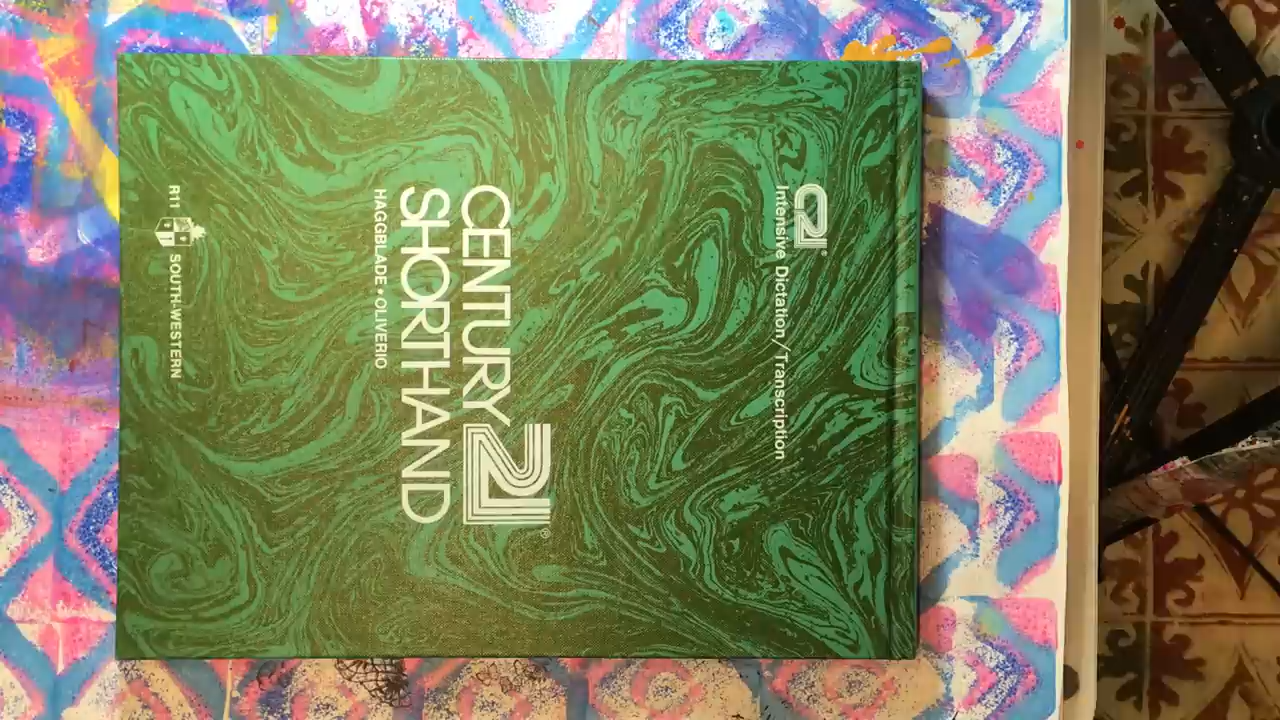 C21®
Intensive Dictation/Transcription
CENTURY 21®
SHORTHAND
HAGGBLADE • OLIVERIO
R11 SOUTH-WESTERN